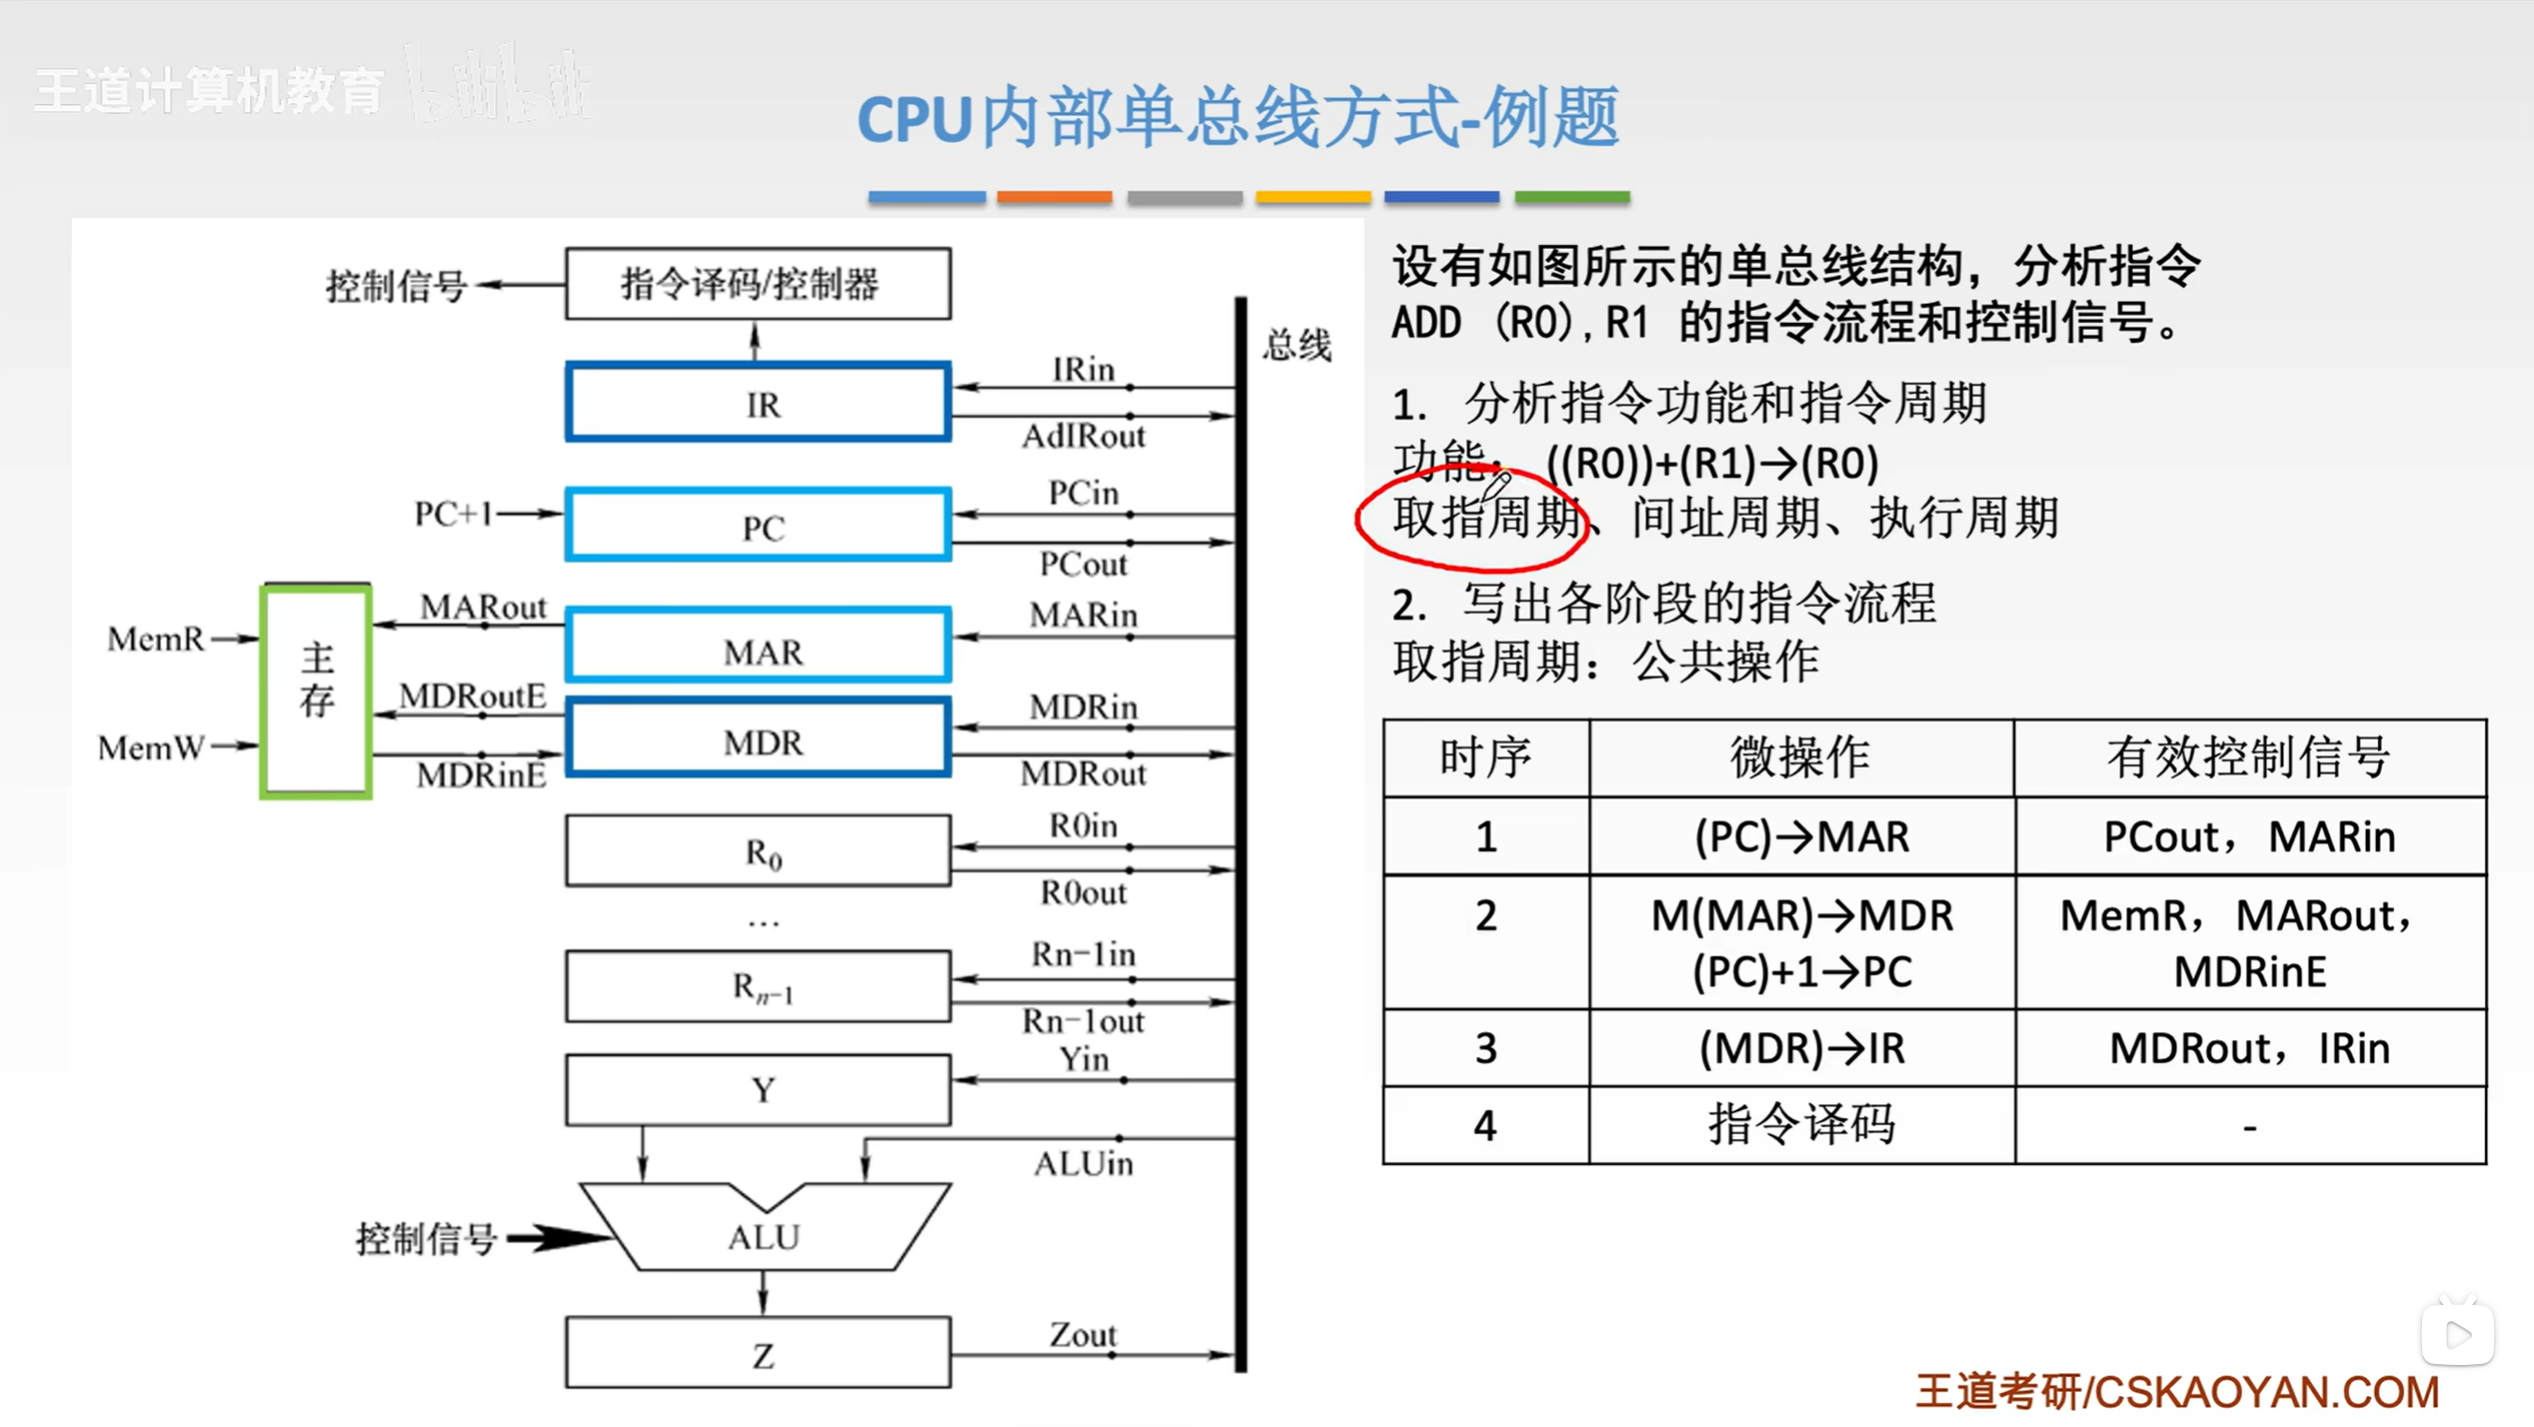 王道计算机教育 bilibili
CPU内部单总线方式-例题
控制信号
指令译码/控制器
总线
IRin
IR
AdIRout
PCin
PC+1
PC
PCout
MARout
MARin
MemR
主存
MAR
MDRoutE
MDRin
MemW
MDR
MDRinE
MDRout
R0in
R0
R0out
...
Rn-1in
Rn-1
Rn-1out
Yin
Y
ALUin
控制信号
ALU
Zout
Z
设有如图所示的单总线结构，分析指令
ADD (R0),R1 的指令流程和控制信号。
1. 分析指令功能和指令周期
功能： ((R0))+(R1)→(R0)
取指周期、间址周期、执行周期
2. 写出各阶段的指令流程
取指周期：公共操作
时序 微操作 有效控制信号
1 (PC)→MAR PCout，MARin
2 M(MAR)→MDR MemR，MARout，
(PC)+1→PC MDRinE
3 (MDR)→IR MDRout，IRin
4 指令译码 -
王道考研/CSKAOYAN.COM